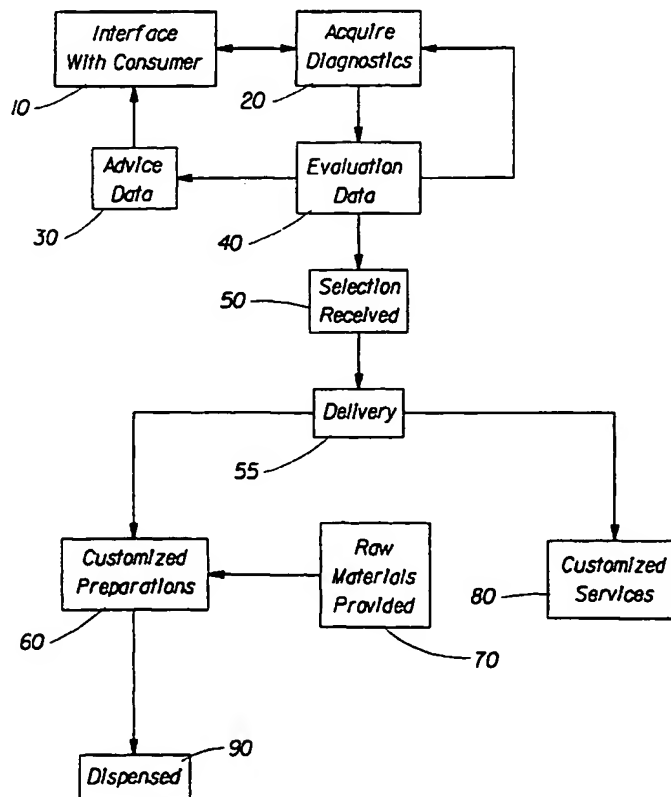 Interface
With Consumer
10
Acquire
Diagnostics
20
Advice
Data
30
Evaluation
Data
40
Selection
Received
50
Delivery
55
Customized
Preparations
60
Raw
Materials
Provided
70
Customized
Services
80
Dispensed
90